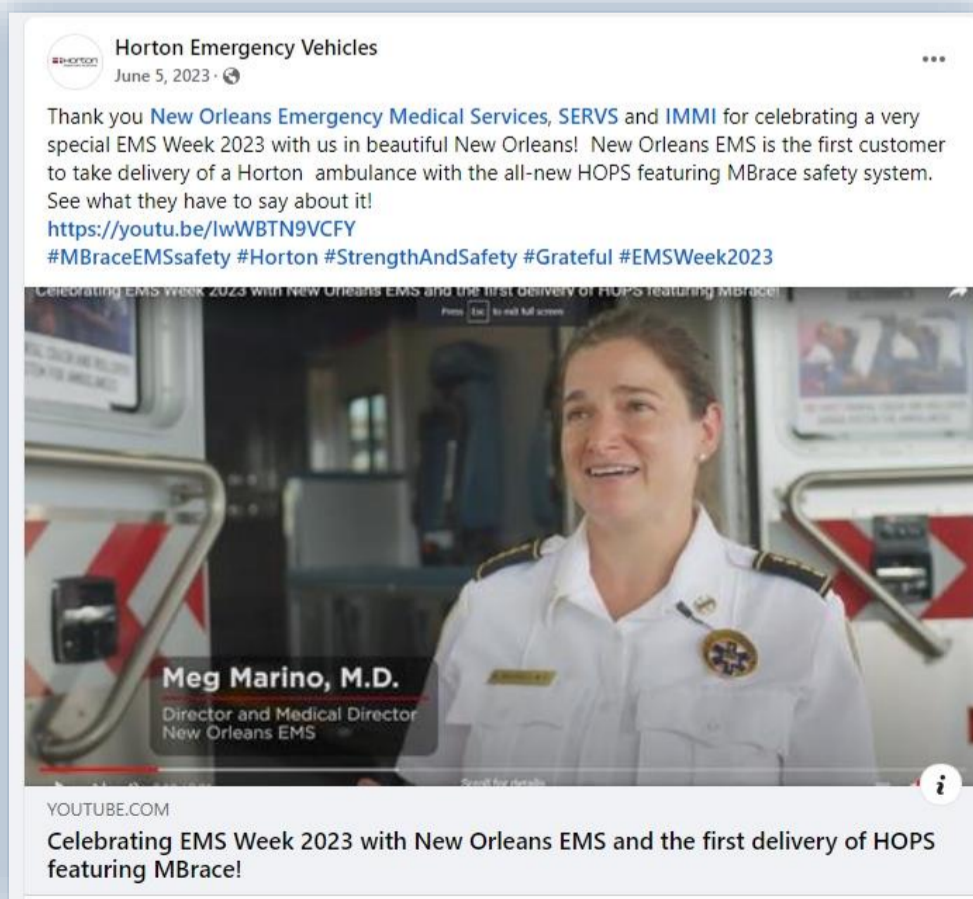 Horton
Horton Emergency Vehicles
June 5, 2023 ·
Thank you New Orleans Emergency Medical Services, SERVS and IMMI for celebrating a very
special EMS Week 2023 with us in beautiful New Orleans!  New Orleans EMS is the first customer
to take delivery of a Horton  ambulance with the all-new HOPS featuring MBrace safety system.
See what they have to say about it!
https://youtu.be/lwWBTN9VCFY
#MBraceEMSsafety #Horton #StrengthAndSafety #Grateful #EMSWeek2023
Celebrating EMS Week 2023 with New Orleans EMS and the first delivery of HOPS featuring MBrace!
Press Esc to exit full screen
Meg Marino, M.D.
Director and Medical Director
New Orleans EMS
Scroll for details
i
YOUTUBE.COM
Celebrating EMS Week 2023 with New Orleans EMS and the first delivery of HOPS
featuring MBrace!